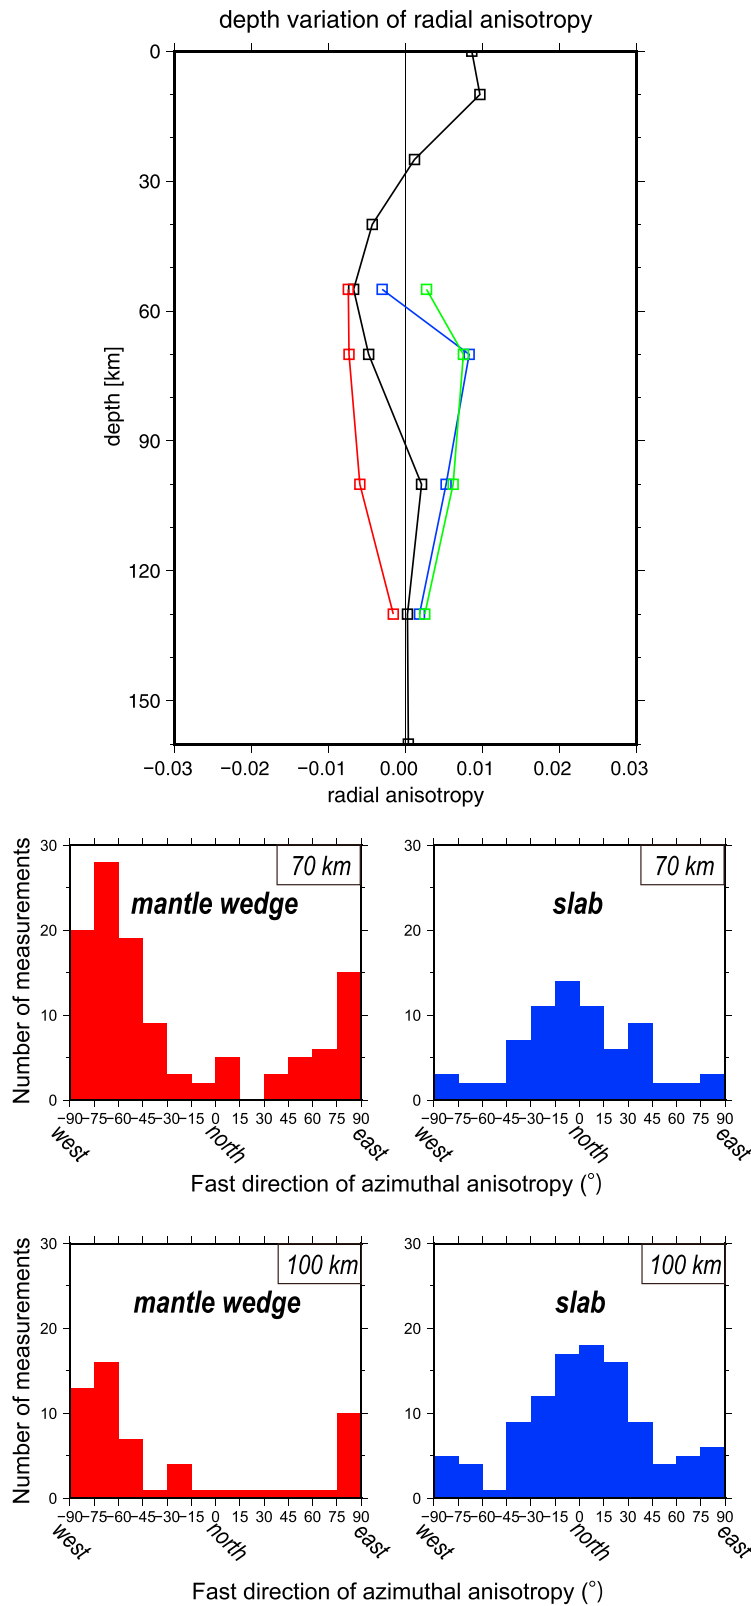 depth variation of radial anisotropy
0
30
60
90
120
150
depth [km]
−0.03 −0.02 −0.01 0.00 0.01 0.02 0.03
radial anisotropy
30
20
10
0
Number of measurements
70 km
mantle wedge
−90 −75 −60 −45 −30 −15 0 15 30 45 60 75 90
west north east
30
20
10
0
70 km
slab
−90 −75 −60 −45 −30 −15 0 15 30 45 60 75 90
west north east
Fast direction of azimuthal anisotropy (°)
30
20
10
0
Number of measurements
100 km
mantle wedge
−90 −75 −60 −45 −30 −15 0 15 30 45 60 75 90
west north east
30
20
10
0
100 km
slab
−90 −75 −60 −45 −30 −15 0 15 30 45 60 75 90
west north east
Fast direction of azimuthal anisotropy (°)